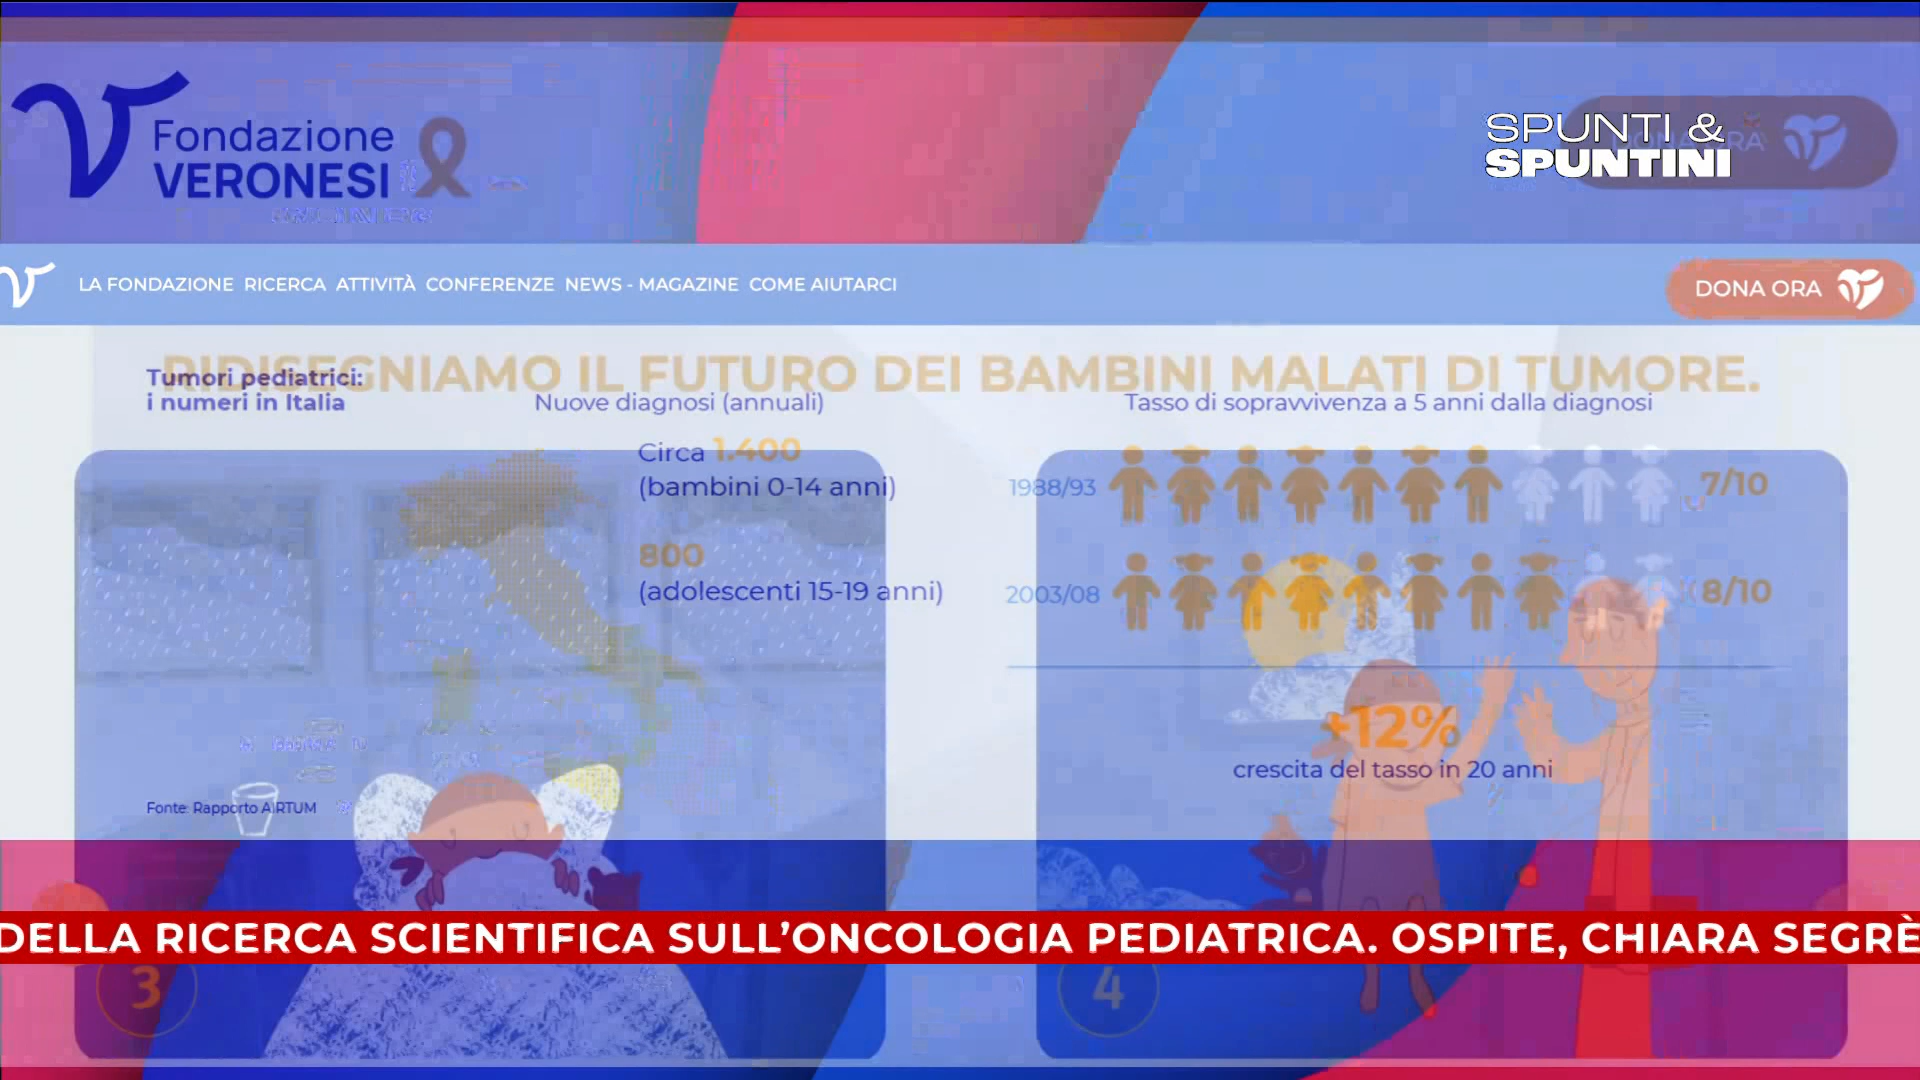 Fondazione
VERONESI
SPUNTI &
SPUNTINI
LA FONDAZIONE RICERCA ATTIVITÀ CONFERENZE NEWS - MAGAZINE COME AIUTARCI
DONA ORA
RIDISEGNIAMO IL FUTURO DEI BAMBINI MALATI DI TUMORE.
Tumori pediatrici:
i numeri in Italia
Nuove diagnosi (annuali)
Circa 1.400
(bambini 0-14 anni)
800
(adolescenti 15-19 anni)
Tasso di sopravvivenza a 5 anni dalla diagnosi
1988/93
7/10
2003/08
8/10
+12%
crescita del tasso in 20 anni
Fonte: Rapporto AIRTUM
DELLA RICERCA SCIENTIFICA SULL'ONCOLOGIA PEDIATRICA. OSPITE, CHIARA SEGRÈ
3
4